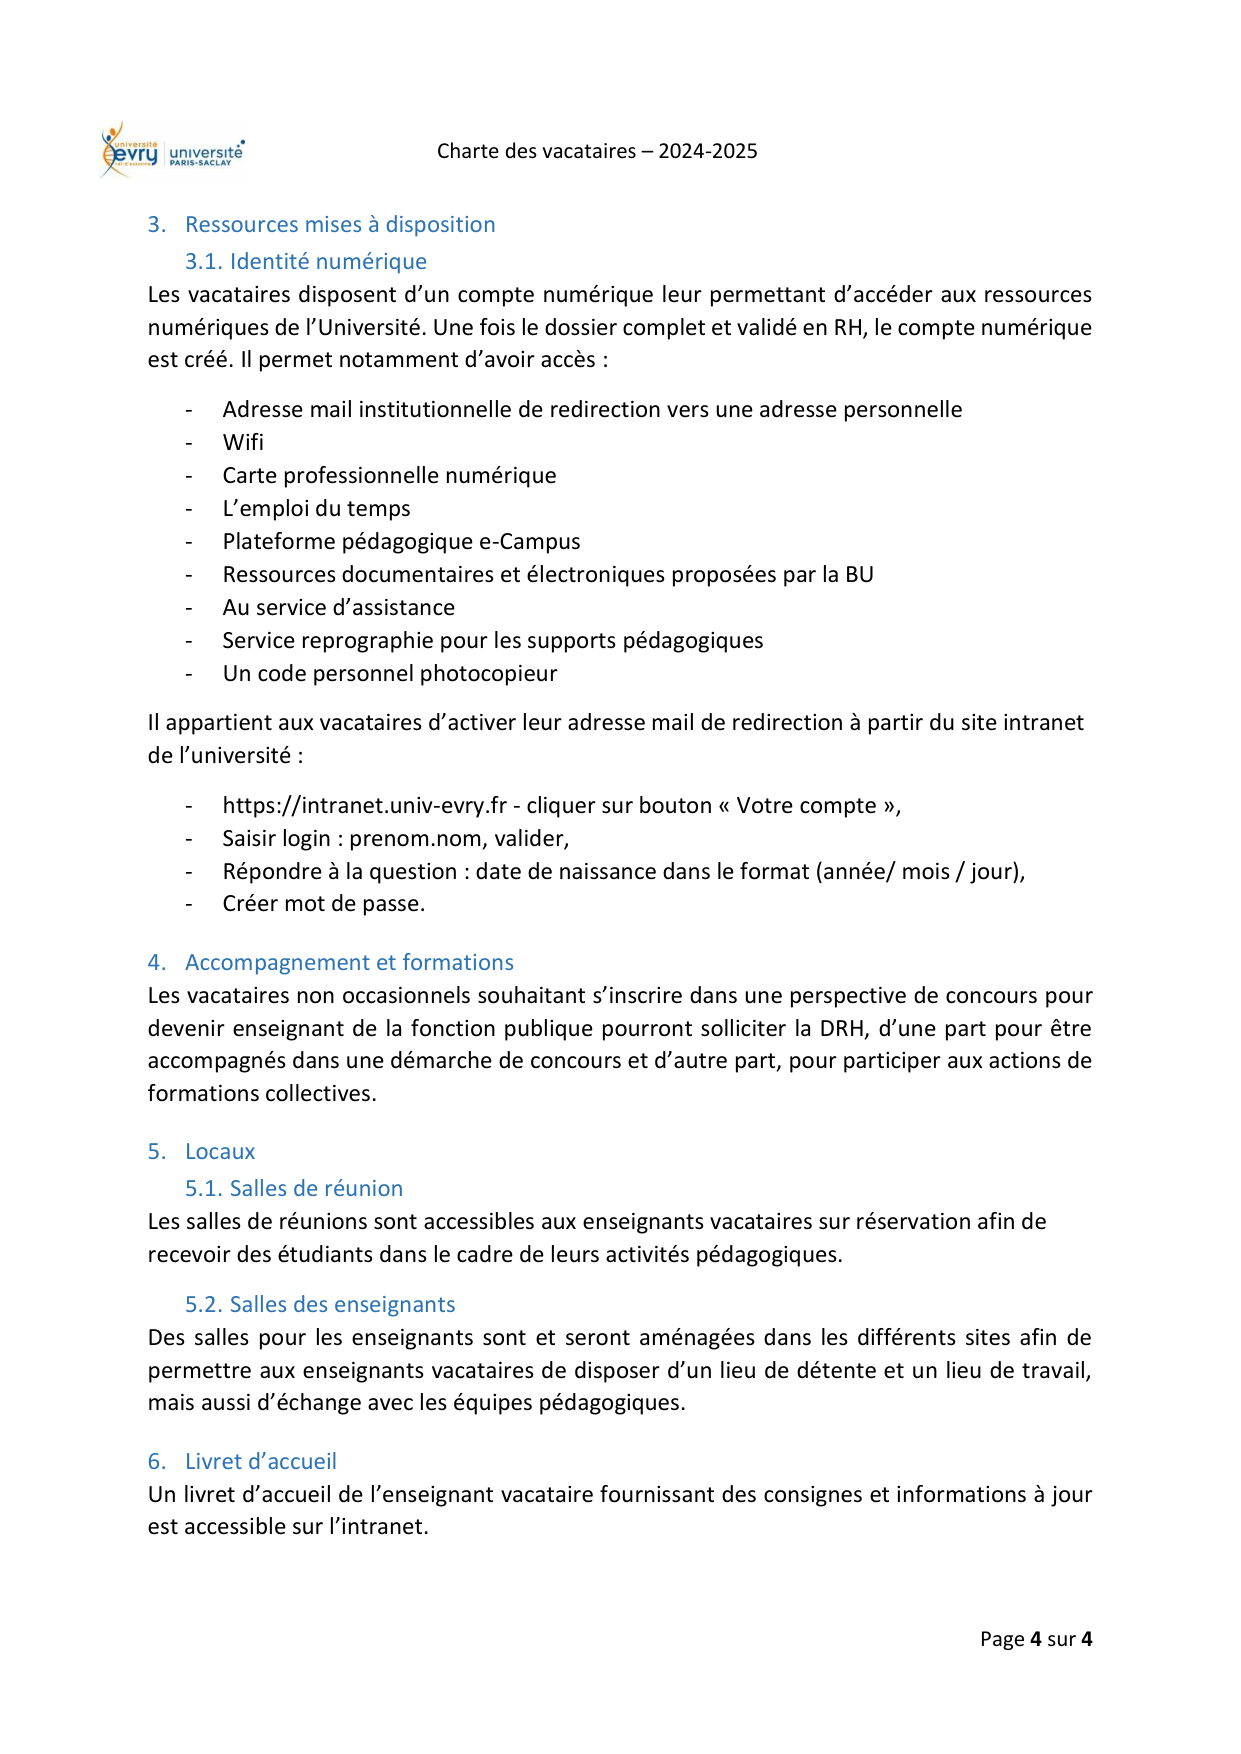 université
evry
val d'essonne
université
PARIS-SACLAY
Charte des vacataires – 2024-2025
3. Ressources mises à disposition
3.1. Identité numérique
Les vacataires disposent d’un compte numérique leur permettant d’accéder aux ressources
numériques de l’Université. Une fois le dossier complet et validé en RH, le compte numérique
est créé. Il permet notamment d’avoir accès :
- Adresse mail institutionnelle de redirection vers une adresse personnelle
- Wifi
- Carte professionnelle numérique
- L’emploi du temps
- Plateforme pédagogique e-Campus
- Ressources documentaires et électroniques proposées par la BU
- Au service d’assistance
- Service reprographie pour les supports pédagogiques
- Un code personnel photocopieur
Il appartient aux vacataires d’activer leur adresse mail de redirection à partir du site intranet
de l’université :
- https://intranet.univ-evry.fr - cliquer sur bouton « Votre compte »,
- Saisir login : prenom.nom, valider,
- Répondre à la question : date de naissance dans le format (année/ mois / jour),
- Créer mot de passe.
4. Accompagnement et formations
Les vacataires non occasionnels souhaitant s’inscrire dans une perspective de concours pour
devenir enseignant de la fonction publique pourront solliciter la DRH, d’une part pour être
accompagnés dans une démarche de concours et d’autre part, pour participer aux actions de
formations collectives.
5. Locaux
5.1. Salles de réunion
Les salles de réunions sont accessibles aux enseignants vacataires sur réservation afin de
recevoir des étudiants dans le cadre de leurs activités pédagogiques.
5.2. Salles des enseignants
Des salles pour les enseignants sont et seront aménagées dans les différents sites afin de
permettre aux enseignants vacataires de disposer d’un lieu de détente et un lieu de travail,
mais aussi d’échange avec les équipes pédagogiques.
6. Livret d’accueil
Un livret d’accueil de l’enseignant vacataire fournissant des consignes et informations à jour
est accessible sur l’intranet.
Page 4 sur 4